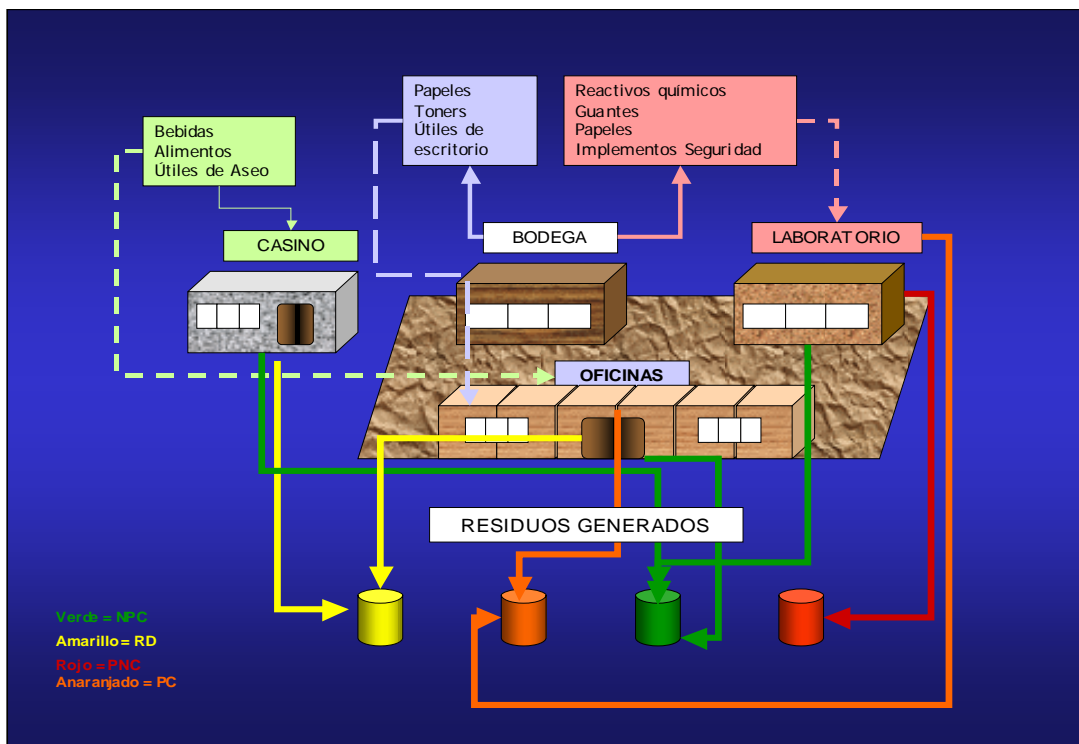 Papeles
Toners
Útiles de
escritorio
Reactivos químicos
Guantes
Papeles
Implementos Seguridad
Bebidas
Alimentos
Útiles de Aseo
CASINO
BODEGA
LABORATORIO
OFICINAS
RESIDUOS GENERADOS
Verde = NPC
Amarillo = RD
Rojo = PNC
Anaranjado = PC